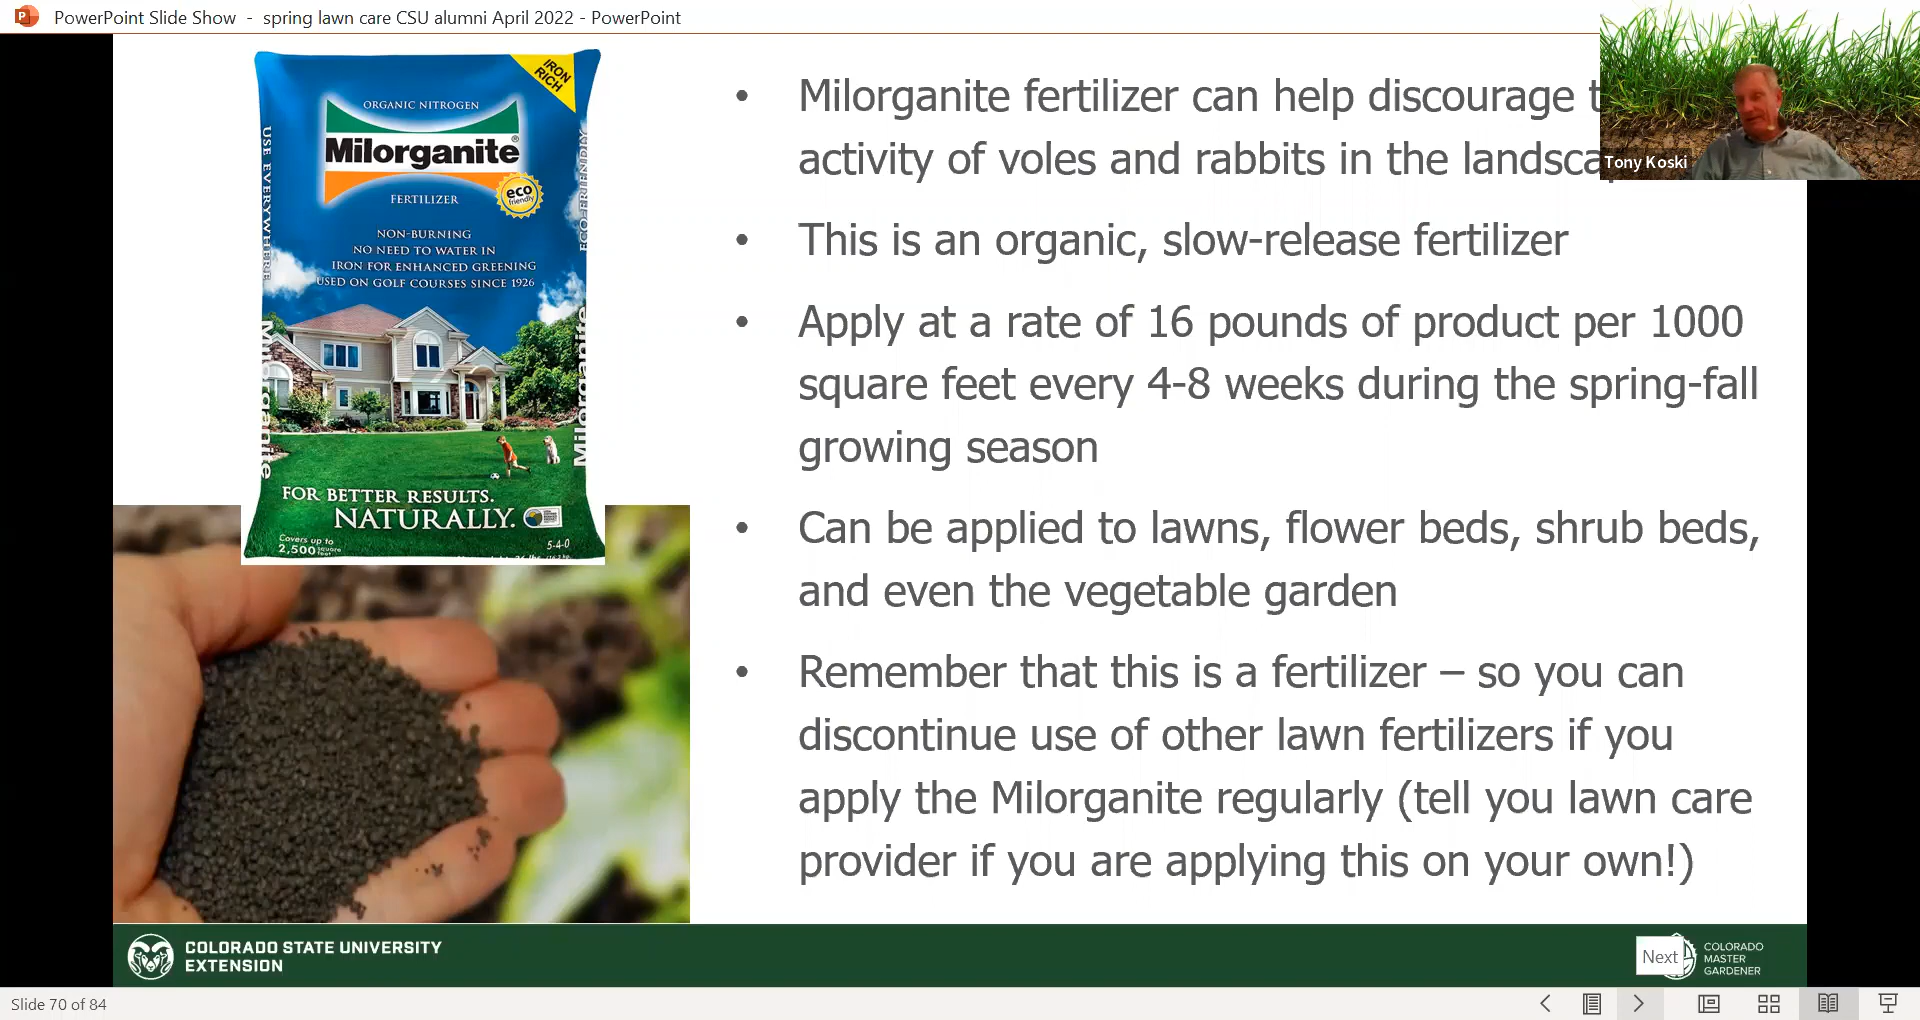 PowerPoint Slide Show - spring lawn care CSU alumni April 2022 - PowerPoint
IRON
RICH
ORGANIC NITROGEN
Milorganite®
eco
friendly
FERTILIZER
USE EVERYWHERE
ECO-FRIENDLY
NON-BURNING
NO NEED TO WATER IN
IRON FOR ENHANCED GREENING
USED ON GOLF COURSES SINCE 1926
Milorganite
Milorganite
FOR BETTER RESULTS.
NATURALLY.
Covers up to
2,500 square
feet
5-4-0
• Milorganite fertilizer can help discourage
activity of voles and rabbits in the
• This is an organic, slow-release fertilizer
• Apply at a rate of 16 pounds of product per 1000
square feet every 4-8 weeks during the spring-fall
growing season
• Can be applied to lawns, flower beds, shrub beds,
and even the vegetable garden
• Remember that this is a fertilizer – so you can
discontinue use of other lawn fertilizers if you
apply the Milorganite regularly (tell you lawn care
provider if you are applying this on your own!)
Tony Koski
COLORADO STATE UNIVERSITY
EXTENSION
Next
COLORADO
MASTER
GARDENER
Slide 70 of 84